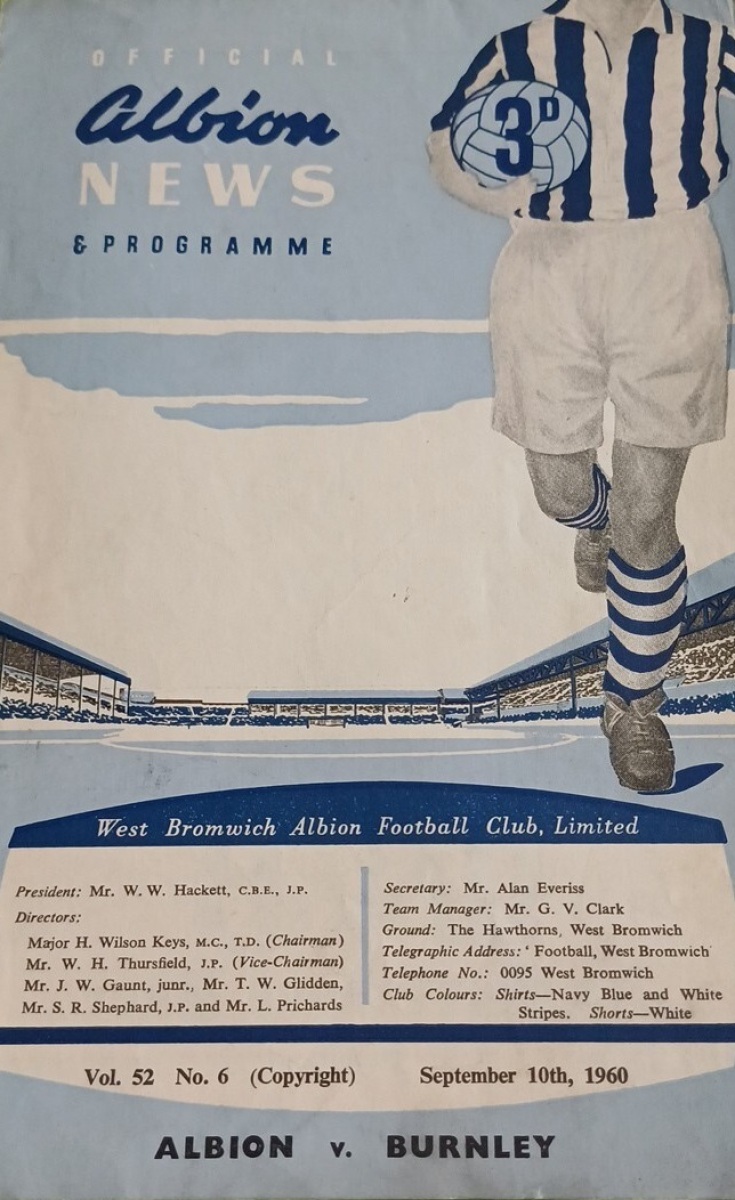 OFFICIAL
Albion
NEWS
& PROGRAMME
3D
West Bromwich Albion Football Club, Limited
President: Mr. W. W. Hackett, C.B.E., J.P.
Directors:
Major H. Wilson Keys, M.C., T.D. (Chairman)
Mr. W. H. Thursfield, J.P. (Vice-Chairman)
Mr. J. W. Gaunt, junr., Mr. T. W. Glidden,
Mr. S. R. Shephard, J.P. and Mr. L. Prichards
Secretary: Mr. Alan Everiss
Team Manager: Mr. G. V. Clark
Ground: The Hawthorns, West Bromwich
Telegraphic Address: ‘ Football, West Bromwich’
Telephone No.: 0095 West Bromwich
Club Colours: Shirts—Navy Blue and White
Stripes. Shorts—White
Vol. 52 No. 6 (Copyright) September 10th, 1960
ALBION v. BURNLEY